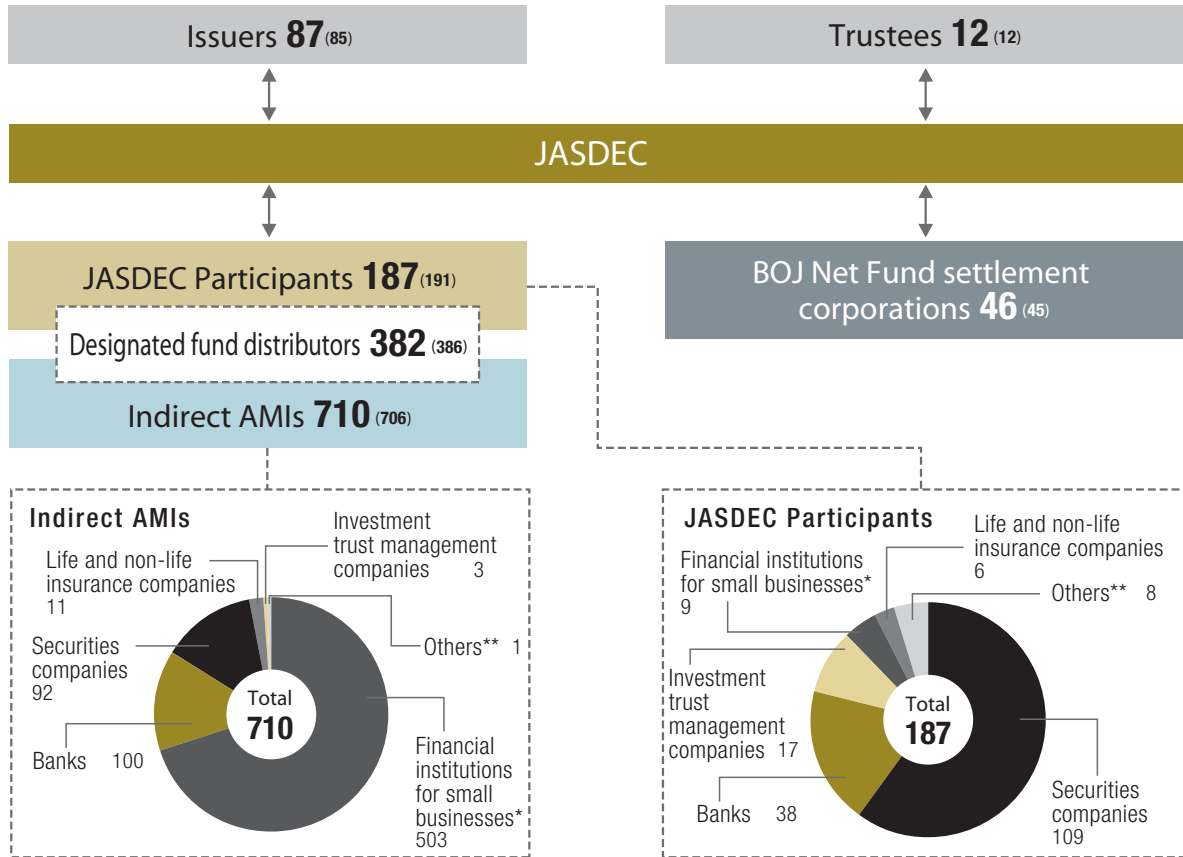 Issuers 87 (85)
Trustees 12 (12)
JASDEC
JASDEC Participants 187 (191)
BOJ Net Fund settlement
corporations 46 (45)
Designated fund distributors 382 (386)
Indirect AMIs 710 (706)
Indirect AMIs
Investment
trust management
companies 3
Life and non-life
insurance companies
11
Others** 1
Securities
companies
92
Total
710
Banks 100
Financial
institutions
for small
businesses*
503
JASDEC Participants
Life and non-life
insurance companies
6
Financial institutions
for small businesses*
9
Others** 8
Investment
trust
management
companies 17
Total
187
Banks 38
Securities
companies
109